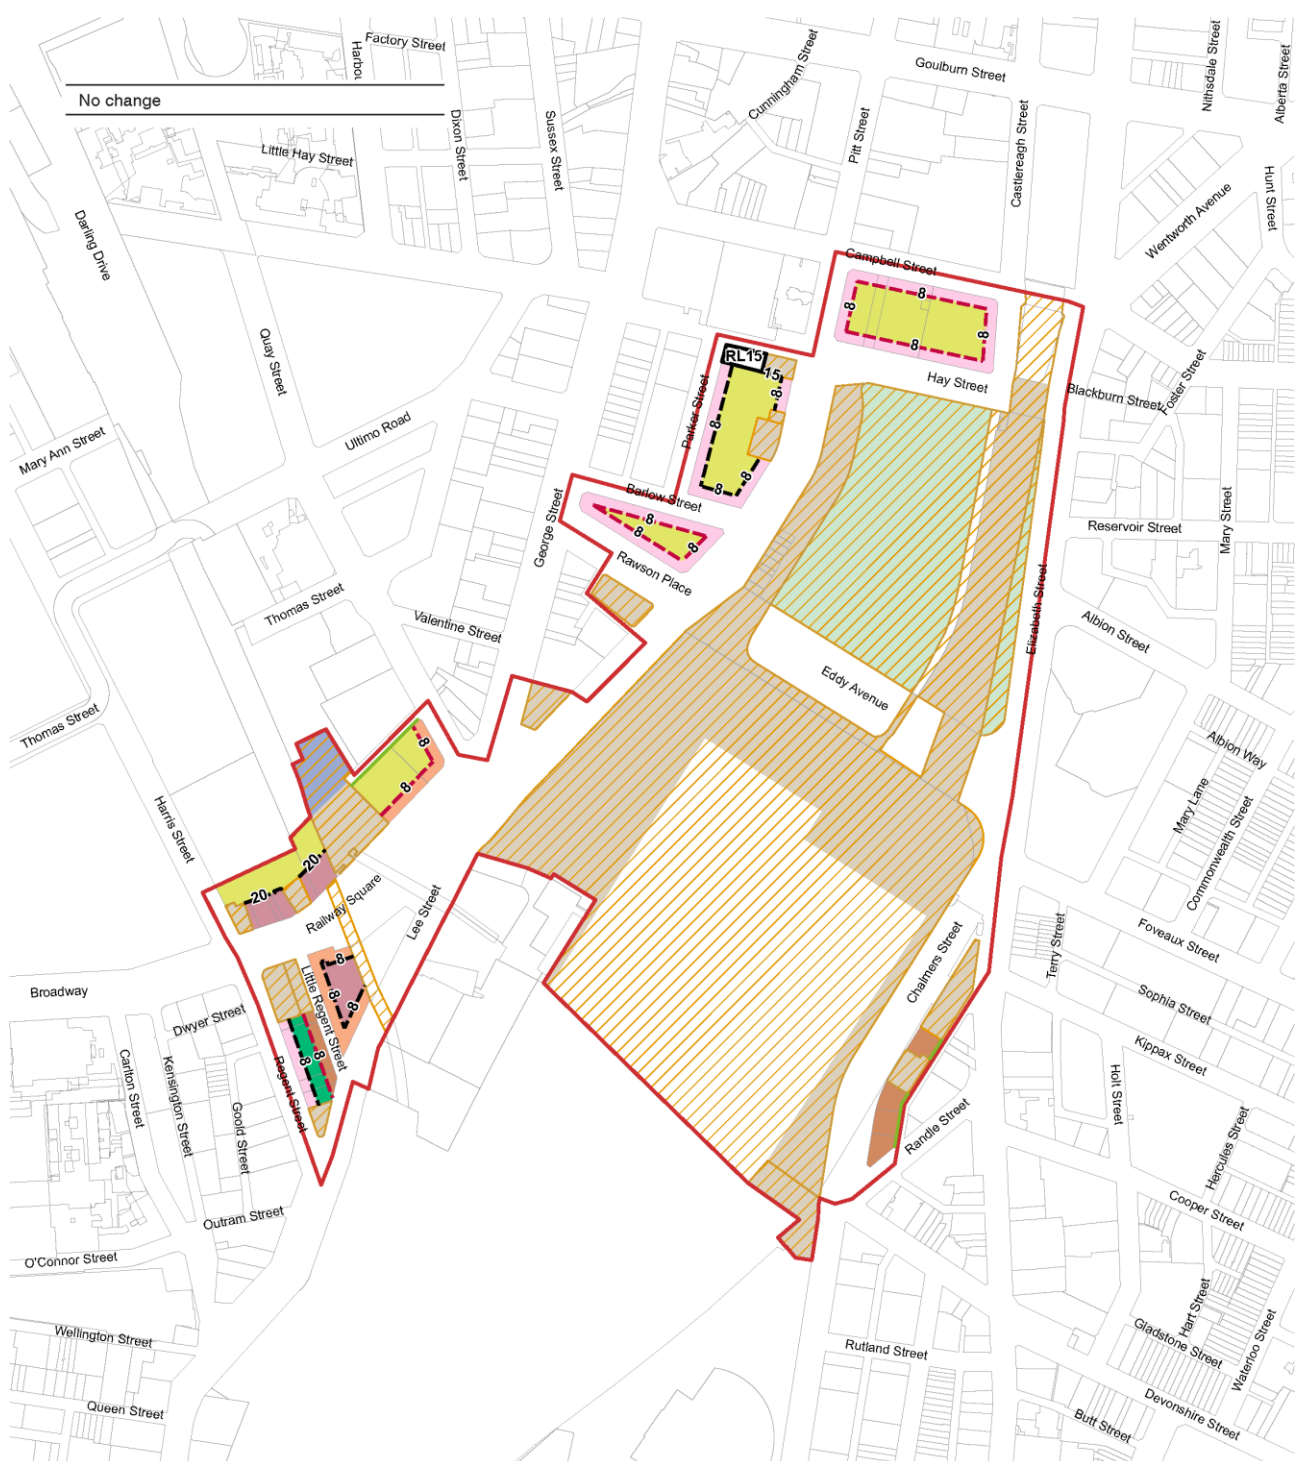 Factory Street
Harbou
No change
Goulburn Street
Cunningham Street
Nithsdale Street
Alberta Street
Pitt Street
Castlereagh Street
Dixon Street
Sussex Street
Little Hay Street
Hunt Street
Wentworth Avenue
Darling Drive
Campbell Street
8
8
8
8
Quay Street
RL15
15
8
8
8
8
Parker Street
Hay Street
Blackburn Street
Foster Street
Ultimo Road
Mary Ann Street
Barlow Street
8
8
8
George Street
Rawson Place
Reservoir Street
Mary Street
Thomas Street
Valentine Street
Elizabeth Street
Albion Street
Eddy Avenue
Thomas Street
Albion Way
8
8
Mary Lane
Commonwealth Street
Harris Street
20
20
Railway Square
Lee Street
Chalmers Street
Terry Street
Foveaux Street
Broadway
8
8
8
Little Regent Street
Sophia Street
Dwyer Street
8
8
Regent Street
Kippax Street
Carlton Street
Kensington Street
Goold Street
Holt Street
Randle Street
Hercules Street
Outram Street
Cooper Street
O'Connor Street
Hart Street
Gladstone Street
Waterloo Street
Wellington Street
Rutland Street
Devonshire Street
Queen Street
Butt Street